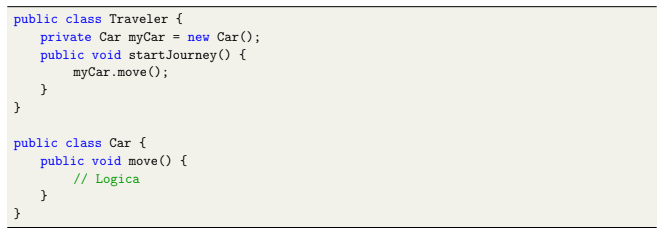 public class Traveler {
    private Car myCar = new Car();
    public void startJourney() {
        myCar.move();
    }
}

public class Car {
    public void move() {
        // Logica
    }
}